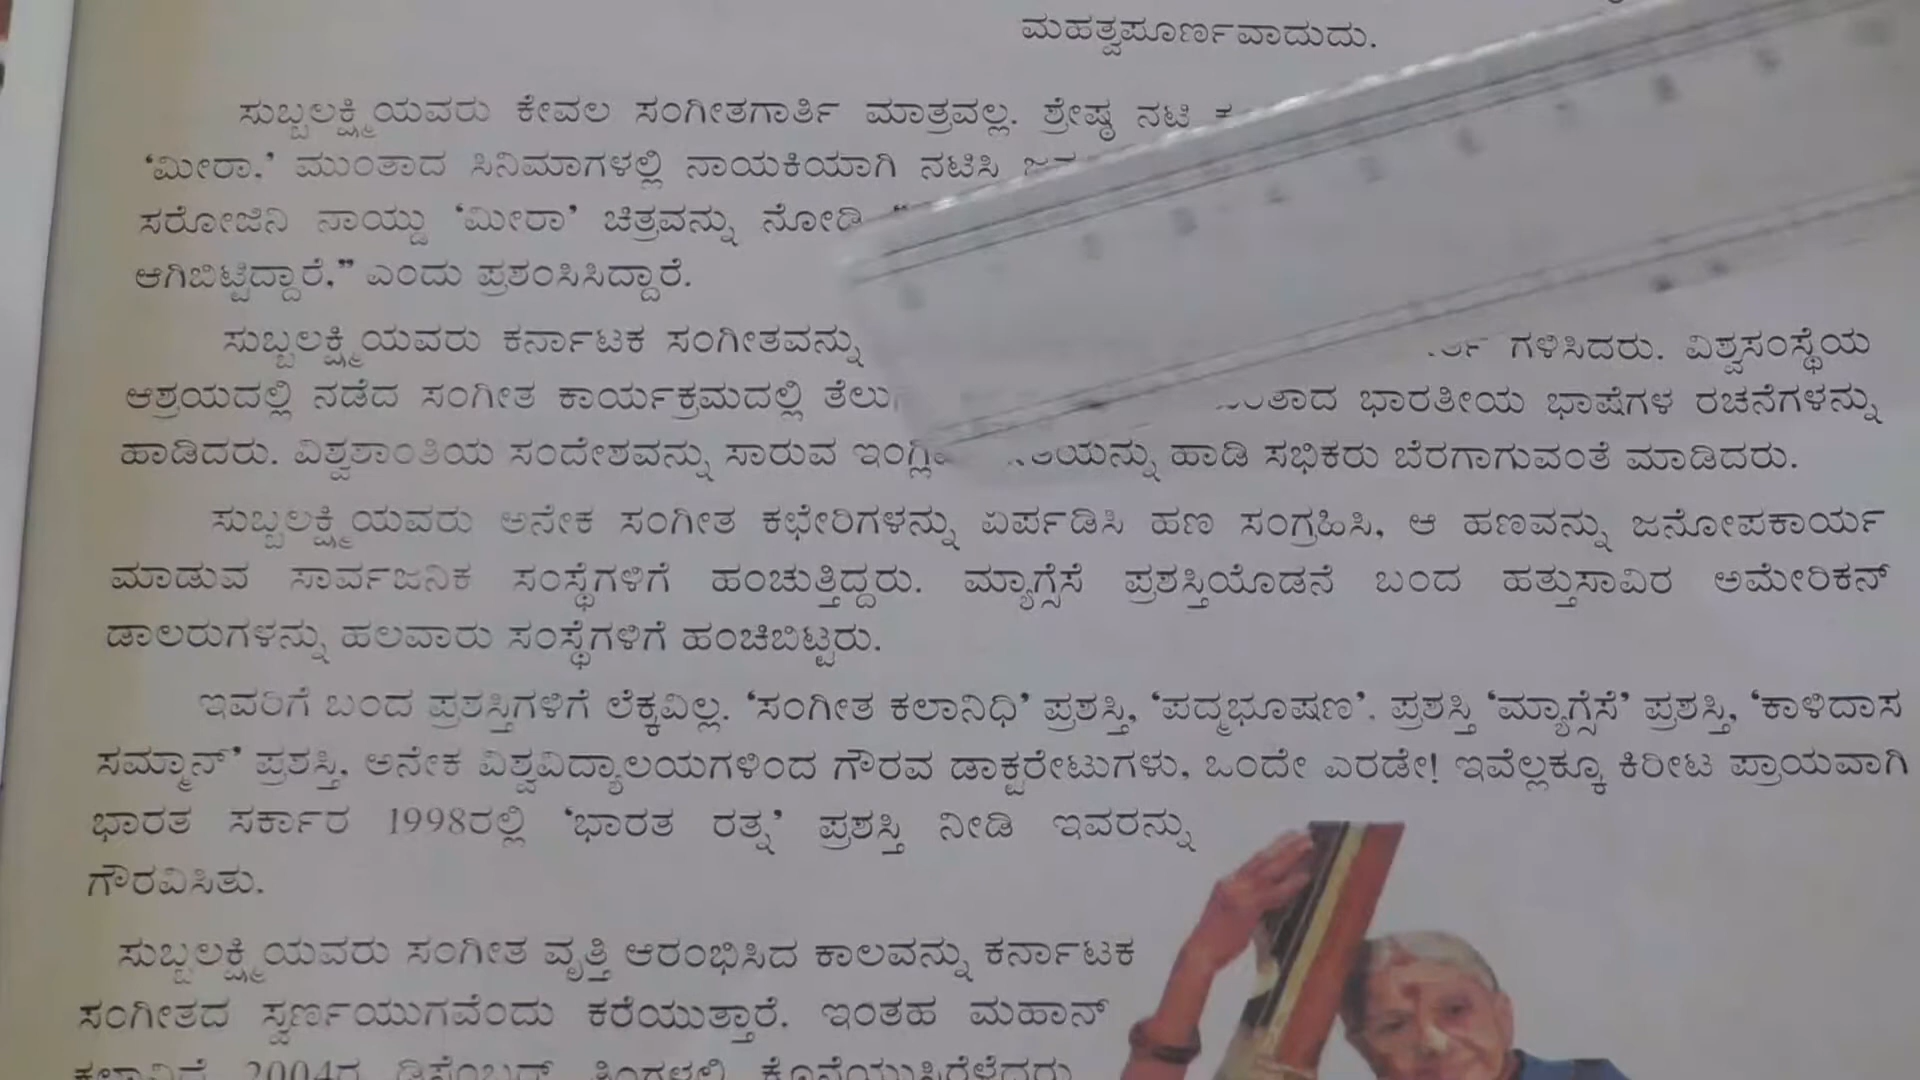 ಮಹತ್ವಪೂರ್ಣವಾದುದು.
ಸುಬ್ಬಲಕ್ಷ್ಮಿಯವರು ಕೇವಲ ಸಂಗೀತಗಾರ್ತಿ ಮಾತ್ರವಲ್ಲ. ಶ್ರೇಷ್ಠ ನಟಿ
‘ಮೀರಾ.’ ಮುಂತಾದ ಸಿನಿಮಾಗಳಲ್ಲಿ ನಾಯಕಿಯಾಗಿ ನಟಿಸಿ
ಸರೋಜಿನಿ ನಾಯ್ಡು ‘ಮೀರಾ’ ಚಿತ್ರವನ್ನು ನೋಡಿ
ಆಗಿಬಿಟ್ಟಿದ್ದಾರೆ,” ಎಂದು ಪ್ರಶಂಸಿಸಿದ್ದಾರೆ.
ಸುಬ್ಬಲಕ್ಷ್ಮಿಯವರು ಕರ್ನಾಟಕ ಸಂಗೀತವನ್ನು ಗಳಿಸಿದರು. ವಿಶ್ವಸಂಸ್ಥೆಯ
ಆಶ್ರಯದಲ್ಲಿ ನಡೆದ ಸಂಗೀತ ಕಾರ್ಯಕ್ರಮದಲ್ಲಿ ಭಾರತೀಯ ಭಾಷೆಗಳ ರಚನೆಗಳನ್ನು
ಹಾಡಿದರು. ವಿಶ್ವಶಾಂತಿಯ ಸಂದೇಶವನ್ನು ಸಾರುವ ಹಾಡಿ ಸಭಿಕರು ಬೆರಗಾಗುವಂತೆ ಮಾಡಿದರು.
ಸುಬ್ಬಲಕ್ಷ್ಮಿಯವರು ಅನೇಕ ಸಂಗೀತ ಕಛೇರಿಗಳನ್ನು ಏರ್ಪಡಿಸಿ ಹಣ ಸಂಗ್ರಹಿಸಿ, ಆ ಹಣವನ್ನು ಜನೋಪಕಾರ್ಯ
ಮಾಡುವ ಸಾರ್ವಜನಿಕ ಸಂಸ್ಥೆಗಳಿಗೆ ಹಂಚುತ್ತಿದ್ದರು. ಮ್ಯಾಗ್ಸೆಸೆ ಪ್ರಶಸ್ತಿಯೊಡನೆ ಬಂದ ಹತ್ತುಸಾವಿರ ಅಮೇರಿಕನ್
ಡಾಲರುಗಳನ್ನು ಹಲವಾರು ಸಂಸ್ಥೆಗಳಿಗೆ ಹಂಚಿಬಿಟ್ಟರು.
ಇವರಿಗೆ ಬಂದ ಪ್ರಶಸ್ತಿಗಳಿಗೆ ಲೆಕ್ಕವಿಲ್ಲ. ‘ಸಂಗೀತ ಕಲಾನಿಧಿ’ ಪ್ರಶಸ್ತಿ, ‘ಪದ್ಮಭೂಷಣ’. ಪ್ರಶಸ್ತಿ ‘ಮ್ಯಾಗ್ಸೆಸೆ’ ಪ್ರಶಸ್ತಿ, ‘ಕಾಳಿದಾಸ
ಸಮ್ಮಾನ್’ ಪ್ರಶಸ್ತಿ, ಅನೇಕ ವಿಶ್ವವಿದ್ಯಾಲಯಗಳಿಂದ ಗೌರವ ಡಾಕ್ಟರೇಟುಗಳು, ಒಂದೇ ಎರಡೇ! ಇವೆಲ್ಲಕ್ಕೂ ಕಿರೀಟ ಪ್ರಾಯವಾಗಿ
ಭಾರತ ಸರ್ಕಾರ 1998ರಲ್ಲಿ ‘ಭಾರತ ರತ್ನ’ ಪ್ರಶಸ್ತಿ ನೀಡಿ ಇವರನ್ನು
ಗೌರವಿಸಿತು.
ಸುಬ್ಬಲಕ್ಷ್ಮಿಯವರು ಸಂಗೀತ ವೃತ್ತಿ ಆರಂಭಿಸಿದ ಕಾಲವನ್ನು ಕರ್ನಾಟಕ
ಸಂಗೀತದ ಸ್ವರ್ಣಯುಗವೆಂದು ಕರೆಯುತ್ತಾರೆ. ಇಂತಹ ಮಹಾನ್
2004ರ ಡಿಸೆಂಬರ್ ತಿಂಗಳಲ್ಲಿ ಕೊನೆಯುಸಿರೆಳೆದರು